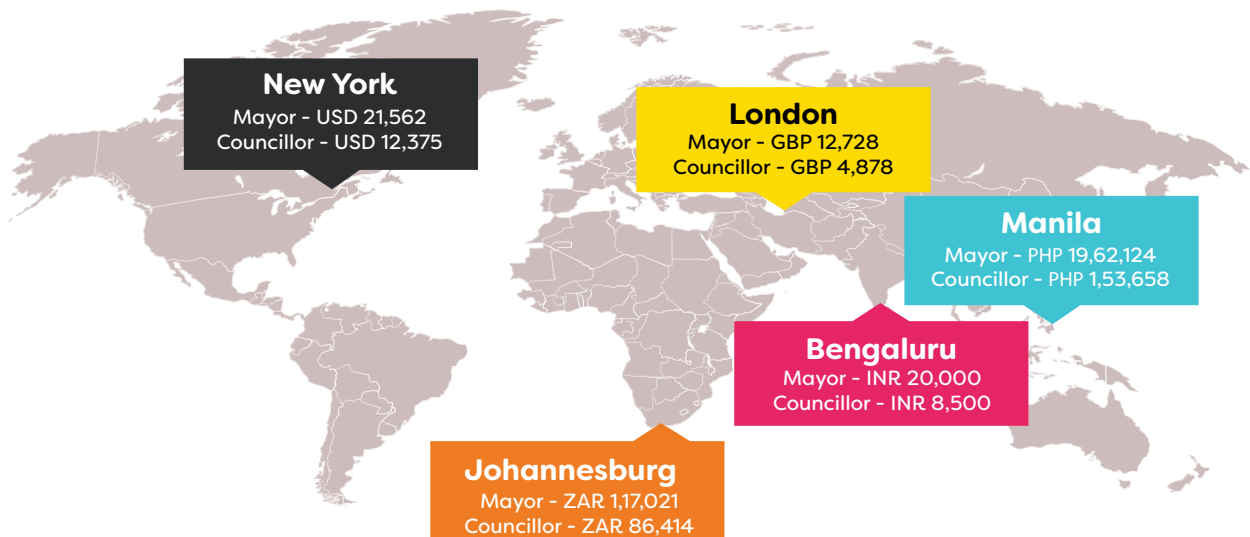 New York
Mayor - USD 21,562
Councillor - USD 12,375
London
Mayor - GBP 12,728
Councillor - GBP 4,878
Manila
Mayor - PHP 19,62,124
Councillor - PHP 1,53,658
Bengaluru
Mayor - INR 20,000
Councillor - INR 8,500
Johannesburg
Mayor - ZAR 1,17,021
Councillor - ZAR 86,414